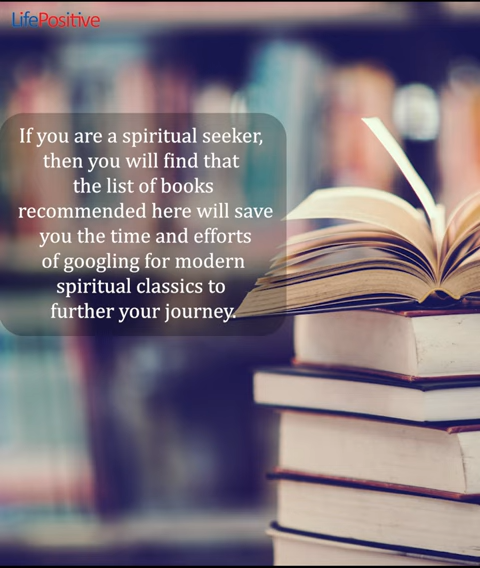 LifePositive
If you are a spiritual seeker,
then you will find that
the list of books
recommended here will save
you the time and efforts
of googling for modern
spiritual classics to
further your journey.